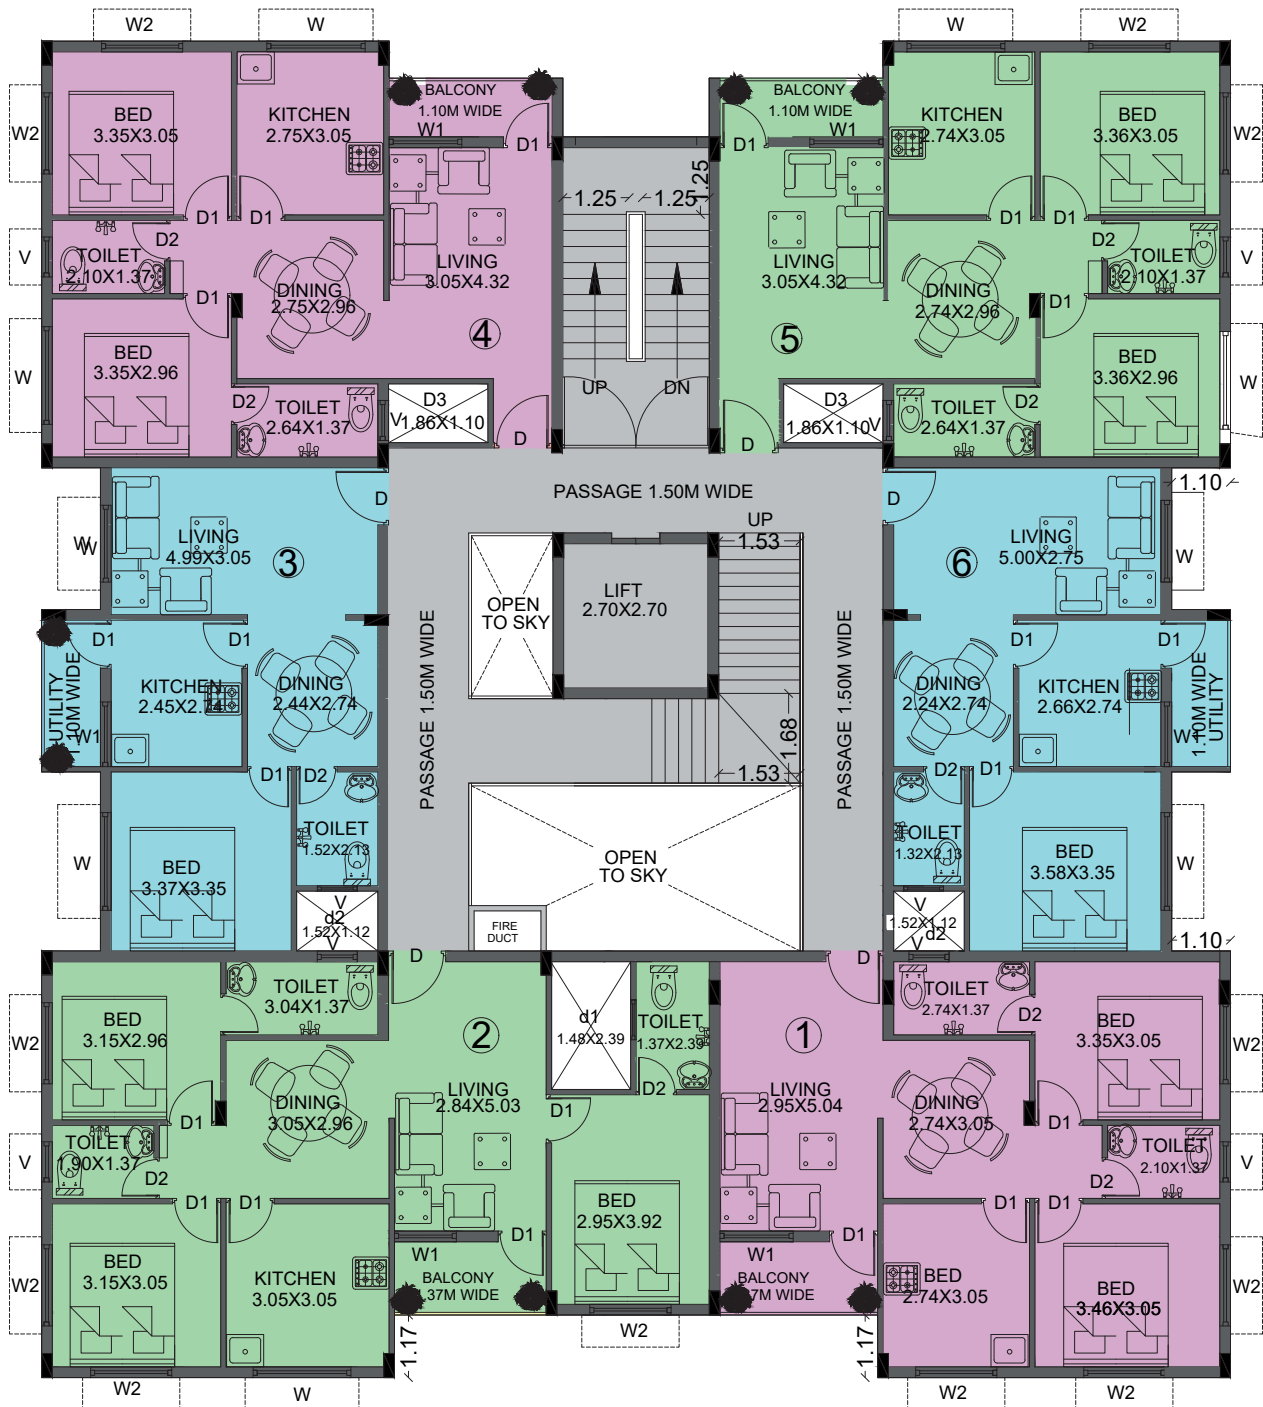 W2
W
W
W2
BED
3.35X3.05
KITCHEN
2.75X3.05
BALCONY
1.10M WIDE
W1
D1
W2
D1
D1
BALCONY
1.10M WIDE
W1
D1
KITCHEN
2.74X3.05
BED
3.36X3.05
W2
D1
D1
1.25
1.25
1.25
V
TOILET
2.10X1.37
D2
D1
DINING
2.75X2.96
LIVING
3.05X4.32
4
LIVING
3.05X4.32
5
DINING
2.74X2.96
D2
D1
TOILET
2.10X1.37
V
W
BED
3.35X2.96
D2
TOILET
2.64X1.37
V
D3
1.86X1.10
D
UP
DN
D
D3
1.86X1.10
V
TOILET
2.64X1.37
D2
BED
3.36X2.96
W
PASSAGE 1.50M WIDE
D
D
1.10
W
W
LIVING
4.99X3.05
3
OPEN
TO SKY
LIFT
2.70X2.70
UP
1.53
6
LIVING
5.00X2.75
W
PASSAGE 1.50M WIDE
PASSAGE 1.50M WIDE
D1
D1
UTILITY
W1
KITCHEN
2.45X2.74
DINING
2.44X2.74
D1
D2
1.68
1.53
D1
D1
DINING
2.24X2.74
KITCHEN
2.66X2.74
W1
1.10M WIDE
UTILITY
D2
D1
W
BED
3.37X3.35
TOILET
1.52X2.13
V
d2
1.52X1.12
V
OPEN
TO SKY
FIRE
DUCT
TOILET
1.32X2.13
V
1.52X1.12
d2
V
BED
3.58X3.35
W
1.10
D
D
W2
BED
3.15X2.96
TOILET
3.04X1.37
2
d1
1.48X2.39
TOILET
1.37X2.39
D2
1
TOILET
2.74X1.37
D2
BED
3.35X3.05
W2
D1
DINING
3.05X2.96
LIVING
2.84X5.03
D1
LIVING
2.95X5.04
DINING
2.74X3.05
D1
V
TOILET
1.90X1.37
D2
D1
D1
D2
D1
D1
TOILET
2.10X1.37
V
W2
BED
3.15X3.05
KITCHEN
3.05X3.05
W1
D1
BALCONY
WIDE
BED
2.95X3.92
W2
W1
D1
BALCONY
WIDE
BED
2.74X3.05
BED
3.46X3.05
W2
1.17
1.17
W2
W
W2
W2